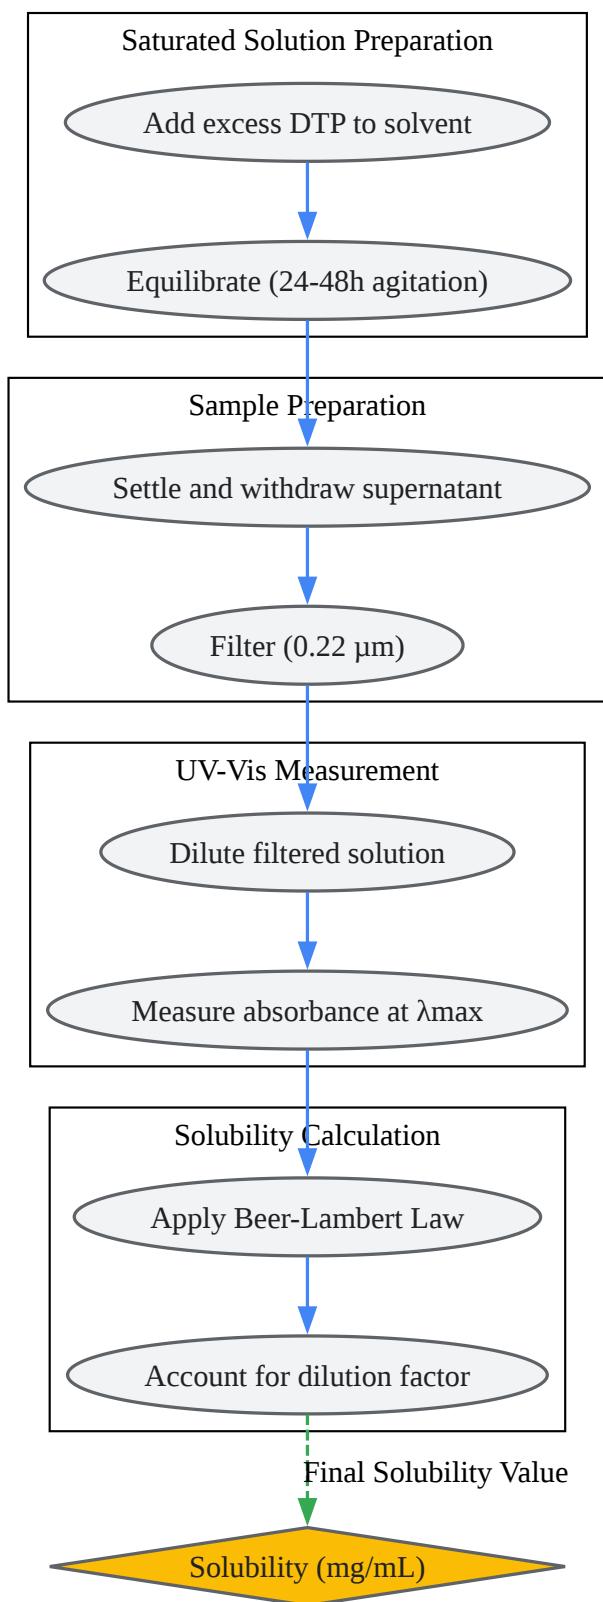 Saturated Solution Preparation
Add excess DTP to solvent
Equilibrate (24-48h agitation)
Sample Preparation
Settle and withdraw supernatant
Filter (0.22 µm)
UV-Vis Measurement
Dilute filtered solution
Measure absorbance at λmax
Solubility Calculation
Apply Beer-Lambert Law
Account for dilution factor
Final Solubility Value
Solubility (mg/mL)